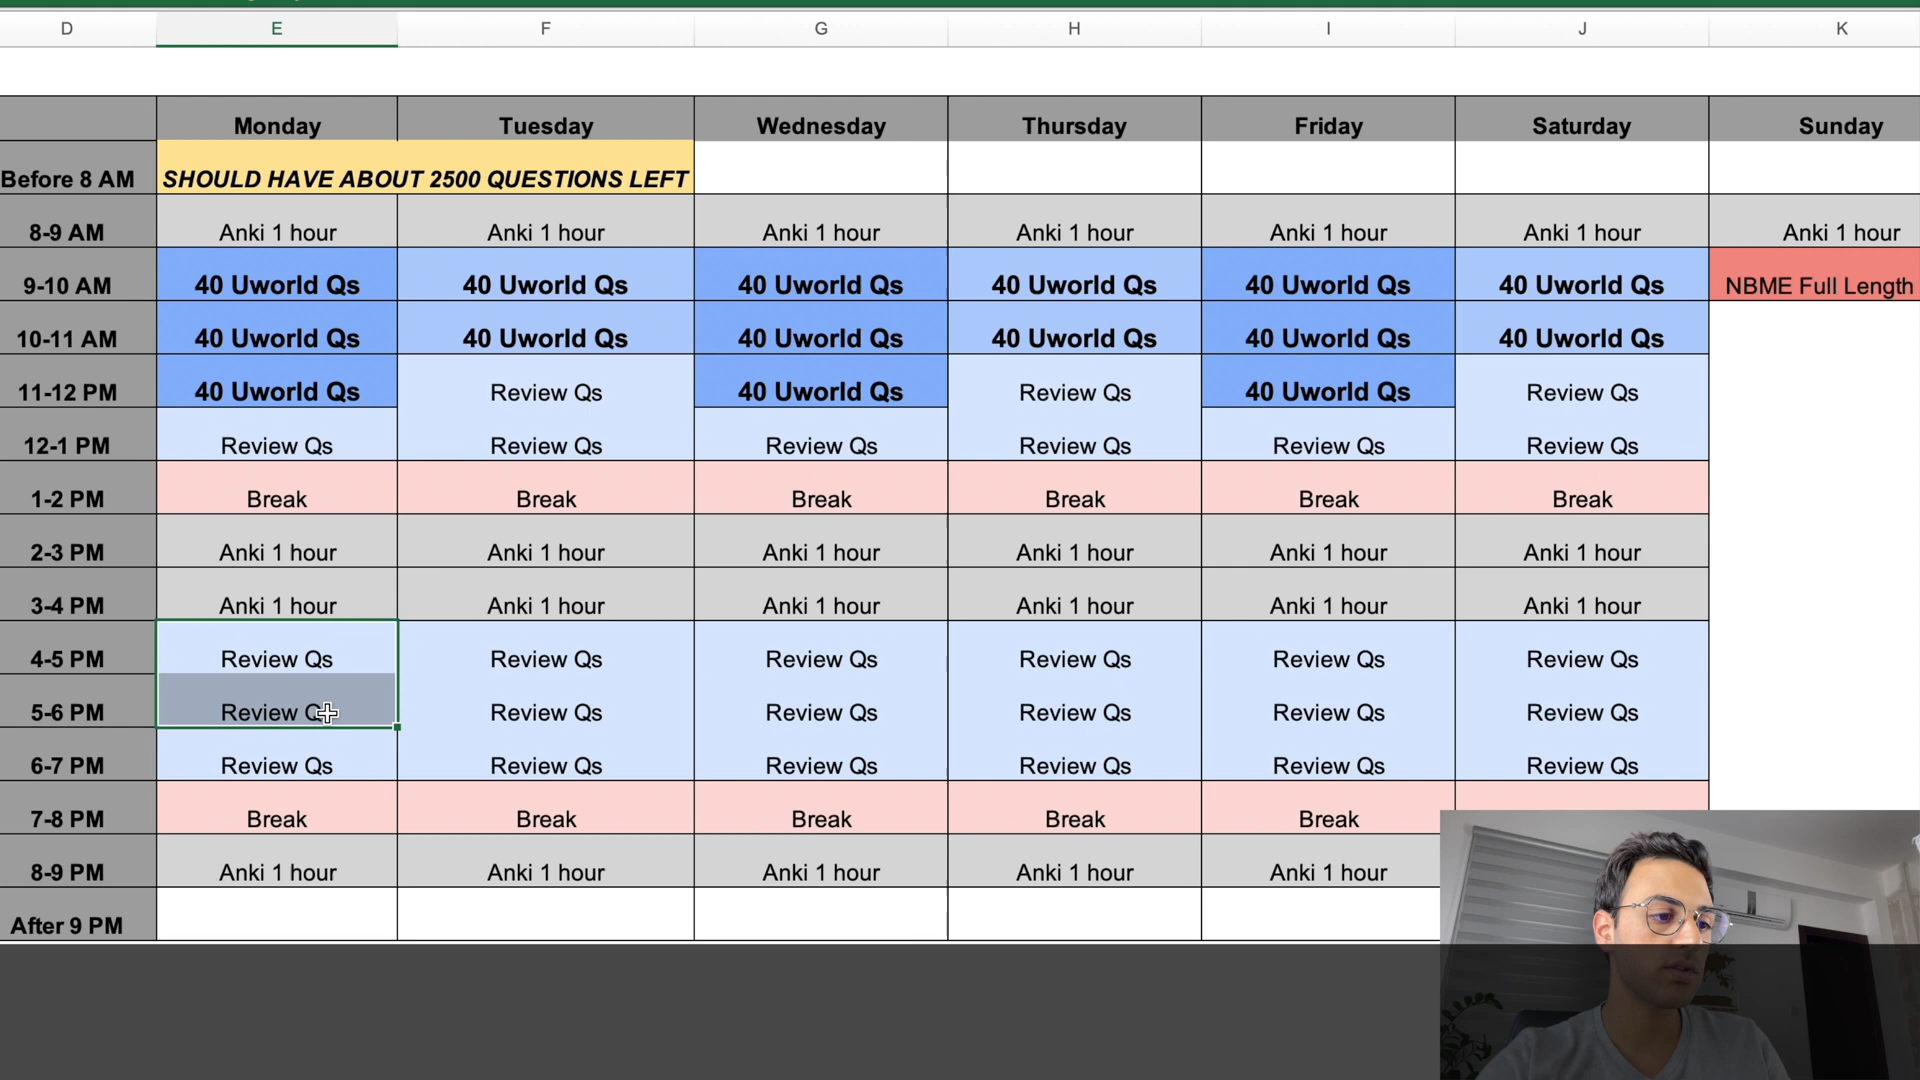 D E F G H I J K
Monday Tuesday Wednesday Thursday Friday Saturday Sunday
Before 8 AM SHOULD HAVE ABOUT 2500 QUESTIONS LEFT
8-9 AM Anki 1 hour Anki 1 hour Anki 1 hour Anki 1 hour Anki 1 hour Anki 1 hour Anki 1 hour
9-10 AM 40 Uworld Qs 40 Uworld Qs 40 Uworld Qs 40 Uworld Qs 40 Uworld Qs 40 Uworld Qs NBME Full Length
10-11 AM 40 Uworld Qs 40 Uworld Qs 40 Uworld Qs 40 Uworld Qs 40 Uworld Qs 40 Uworld Qs
11-12 PM 40 Uworld Qs Review Qs 40 Uworld Qs Review Qs 40 Uworld Qs Review Qs
12-1 PM Review Qs Review Qs Review Qs Review Qs Review Qs Review Qs
1-2 PM Break Break Break Break Break Break
2-3 PM Anki 1 hour Anki 1 hour Anki 1 hour Anki 1 hour Anki 1 hour Anki 1 hour
3-4 PM Anki 1 hour Anki 1 hour Anki 1 hour Anki 1 hour Anki 1 hour Anki 1 hour
4-5 PM Review Qs Review Qs Review Qs Review Qs Review Qs Review Qs
5-6 PM Review Qs Review Qs Review Qs Review Qs Review Qs Review Qs
6-7 PM Review Qs Review Qs Review Qs Review Qs Review Qs Review Qs
7-8 PM Break Break Break Break Break
8-9 PM Anki 1 hour Anki 1 hour Anki 1 hour Anki 1 hour Anki 1 hour
After 9 PM